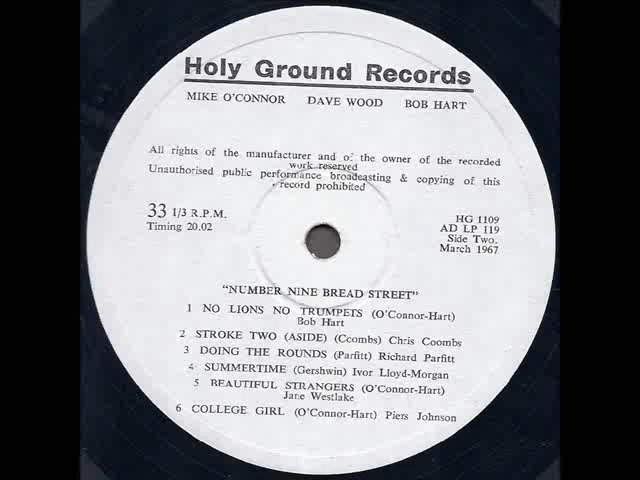 Holy Ground Records
MIKE O'CONNOR DAVE WOOD BOB HART
All rights of the manufacturer and of the owner of the recorded
work reserved
Unauthorised public performance broadcasting & copying of this
record prohibited
33 1/3 R.P.M.
Timing 20.02
HG 1109
AD LP 119
Side Two.
March 1967
"NUMBER NINE BREAD STREET"
1 NO LIONS NO TRUMPETS (O'Connor-Hart)
Bob Hart
2 STROKE TWO (ASIDE) (Ccombs) Chris Coombs
3 DOING THE ROUNDS (Parfitt) Richard Parfitt
4 SUMMERTIME (Gershwin) Ivor Lloyd-Morgan
5 BEAUTIFUL STRANGERS (O'Connor-Hart)
Jane Westlake
6 COLLEGE GIRL (O'Connor-Hart) Piers Johnson